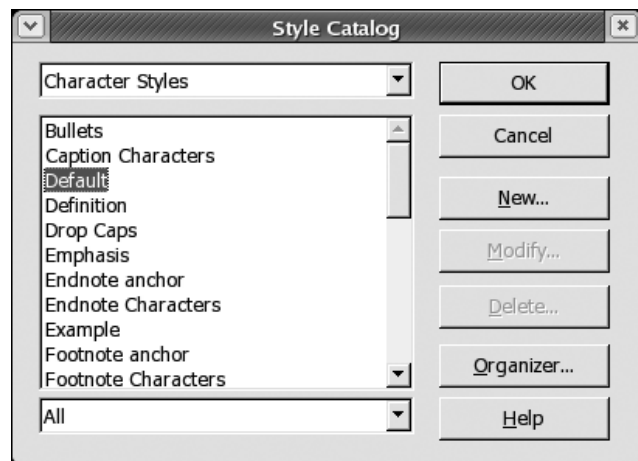 Style Catalog
Character Styles
Bullets
Caption Characters
Default
Definition
Drop Caps
Emphasis
Endnote anchor
Endnote Characters
Example
Footnote anchor
Footnote Characters
All
OK
Cancel
New...
Modify...
Delete...
Organizer...
Help